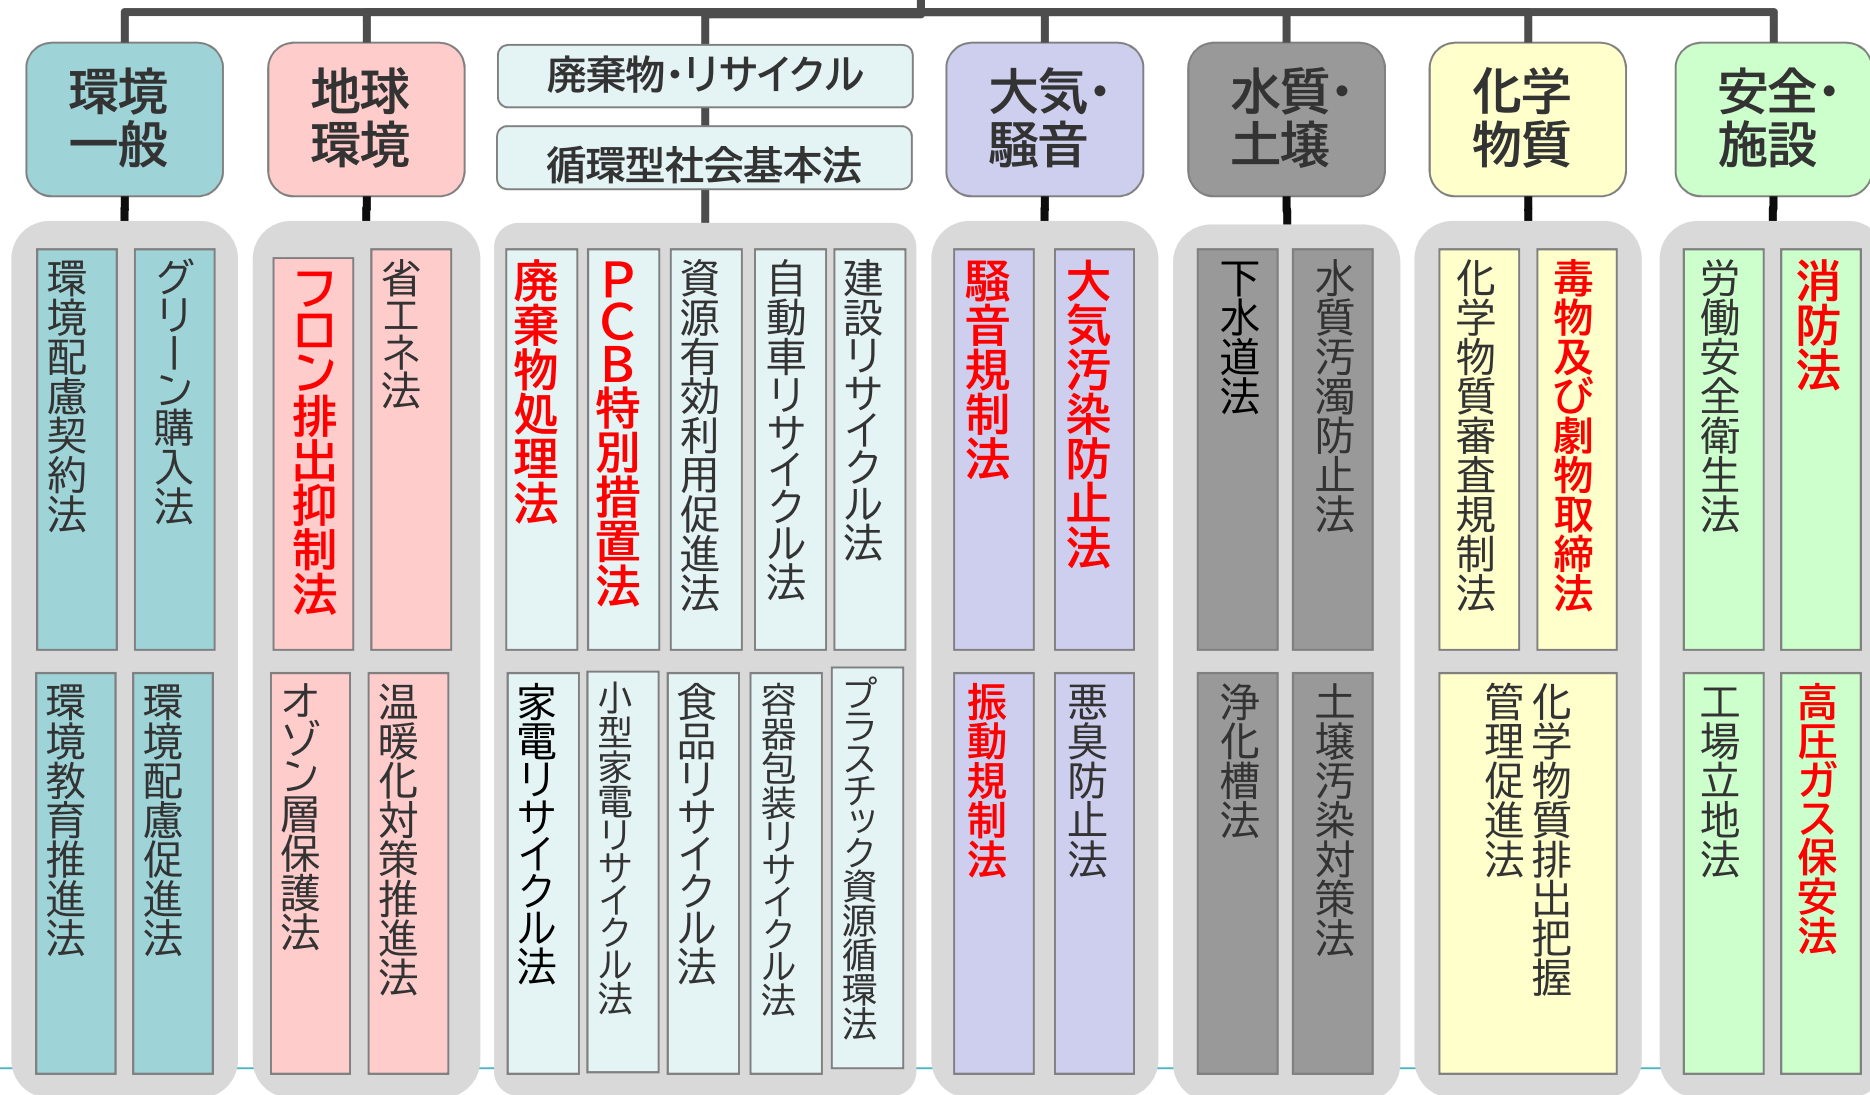 環境
一般
地球
環境
廃棄物・リサイクル
循環型社会基本法
大気・
騒音
水質・
土壌
化学
物質
安全・
施設
環境配慮契約法
グリーン購入法
環境教育推進法
環境配慮促進法
フロン排出抑制法
省エネ法
オゾン層保護法
温暖化対策推進法
廃棄物処理法
ＰＣＢ特別措置法
資源有効利用促進法
自動車リサイクル法
建設リサイクル法
家電リサイクル法
小型家電リサイクル法
食品リサイクル法
容器包装リサイクル法
プラスチック資源循環法
騒音規制法
大気汚染防止法
振動規制法
悪臭防止法
下水道法
水質汚濁防止法
浄化槽法
土壌汚染対策法
化学物質審査規制法
毒物及び劇物取締法
化学物質排出把握
管理促進法
労働安全衛生法
消防法
工場立地法
高圧ガス保安法